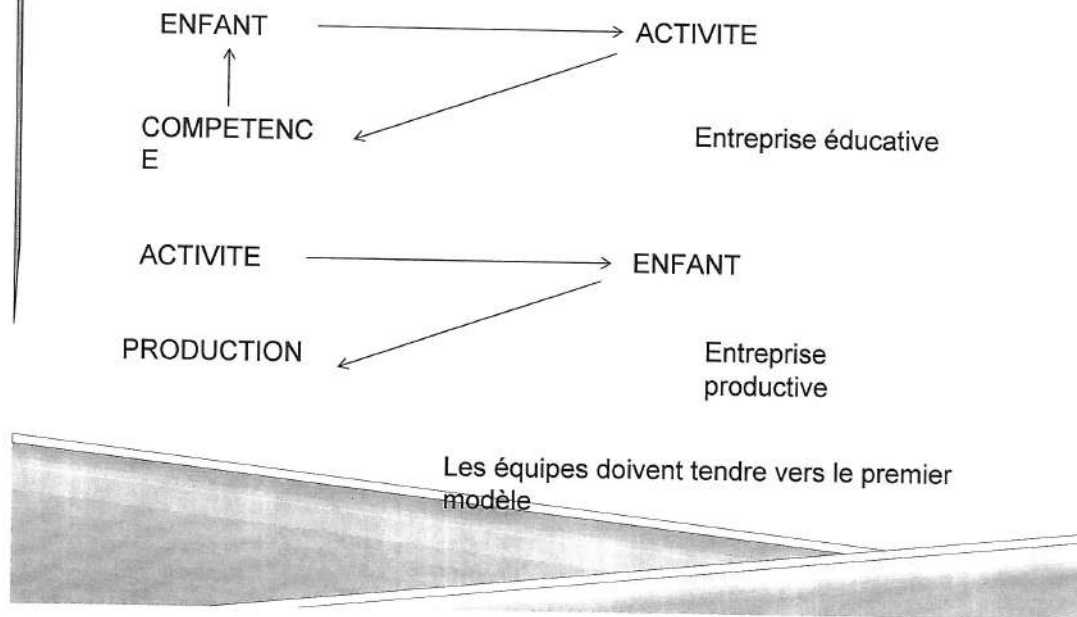 ENFANT
ACTIVITE
COMPETENC
E
Entreprise éducative
ACTIVITE
ENFANT
PRODUCTION
Entreprise
productive
Les équipes doivent tendre vers le premier
modèle